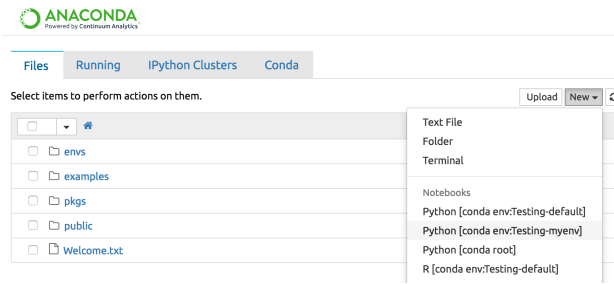 ANACONDA
Powered by Continuum Analytics
Files Running IPython Clusters Conda
Select items to perform actions on them.
Upload New
Text File
Folder
Terminal
Notebooks
Python [conda env:Testing-default]
Python [conda env:Testing-myenv]
Python [conda root]
R [conda env:Testing-default]
envs
examples
pkgs
public
Welcome.txt